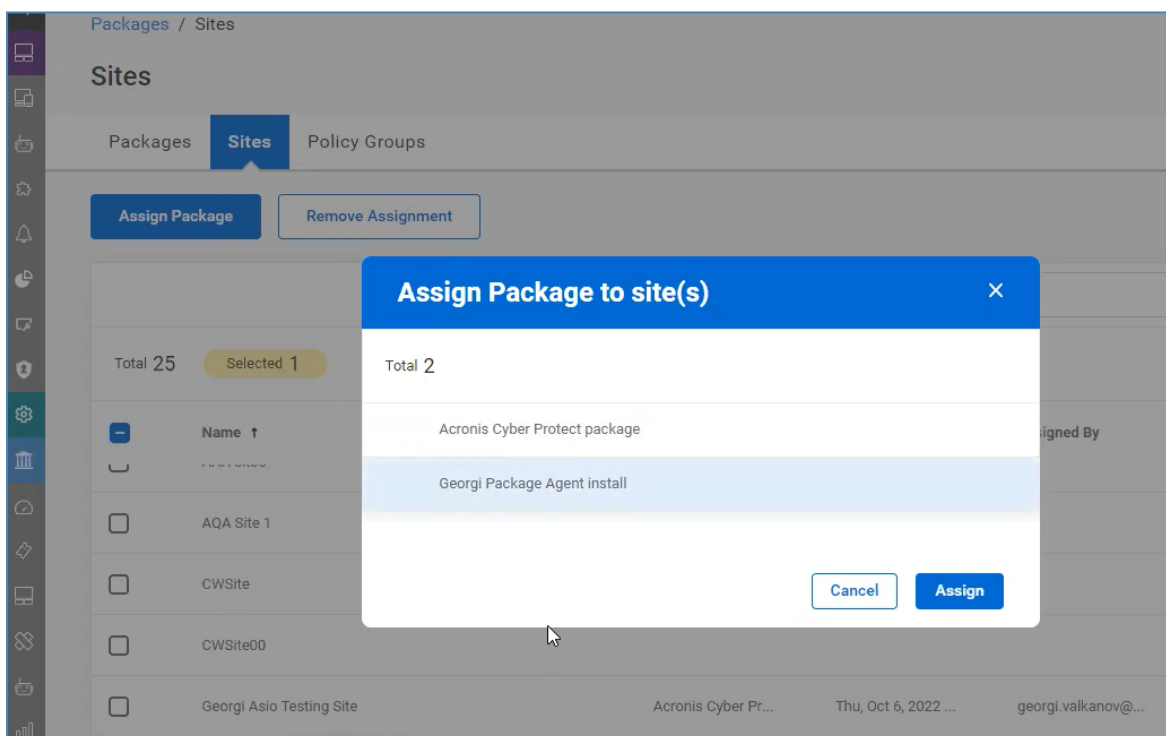 Packages / Sites
Sites
Packages Sites Policy Groups
Assign Package Remove Assignment
Assign Package to site(s)
Total 25 Selected 1
Total 2
Name ↑
Acronis Cyber Protect package
igned By
Georgi Package Agent install
AQA Site 1
CWSite
Cancel Assign
CWSite00
Georgi Asio Testing Site Acronis Cyber Pr... Thu, Oct 6, 2022 ... georgi.valkanov@...